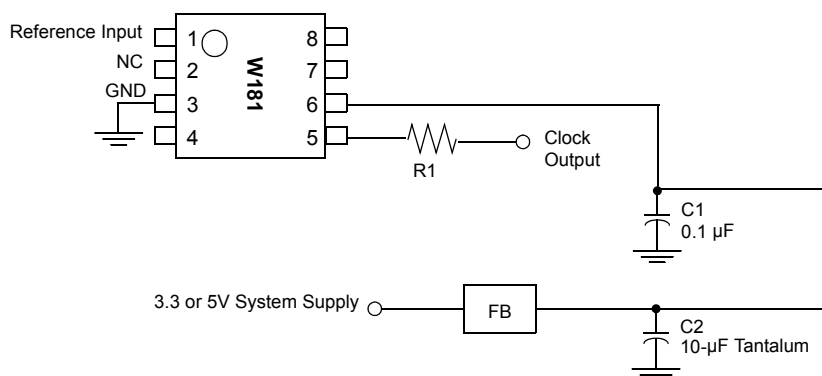 Reference Input
NC
GND
1
2
3
4
W181
8
7
6
5
R1
Clock
Output
C1
0.1 µF
3.3 or 5V System Supply
FB
C2
10-µF Tantalum